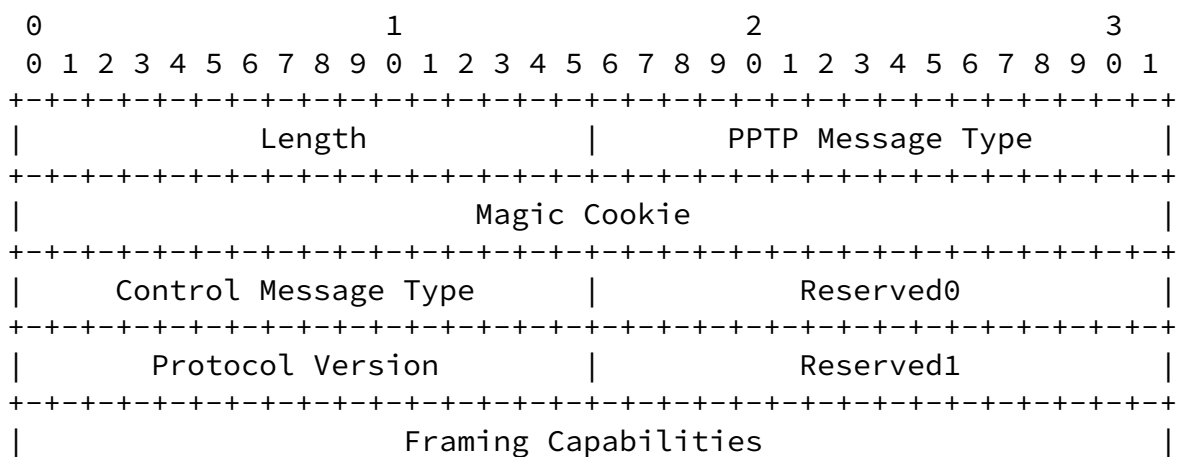 0                   1                   2                   3
0 1 2 3 4 5 6 7 8 9 0 1 2 3 4 5 6 7 8 9 0 1 2 3 4 5 6 7 8 9 0 1
+-+-+-+-+-+-+-+-+-+-+-+-+-+-+-+-+-+-+-+-+-+-+-+-+-+-+-+-+-+-+-+-+
|             Length            |       PPTP Message Type       |
+-+-+-+-+-+-+-+-+-+-+-+-+-+-+-+-+-+-+-+-+-+-+-+-+-+-+-+-+-+-+-+-+
|                         Magic Cookie                          |
+-+-+-+-+-+-+-+-+-+-+-+-+-+-+-+-+-+-+-+-+-+-+-+-+-+-+-+-+-+-+-+-+
|     Control Message Type      |           Reserved0           |
+-+-+-+-+-+-+-+-+-+-+-+-+-+-+-+-+-+-+-+-+-+-+-+-+-+-+-+-+-+-+-+-+
|       Protocol Version        |           Reserved1           |
+-+-+-+-+-+-+-+-+-+-+-+-+-+-+-+-+-+-+-+-+-+-+-+-+-+-+-+-+-+-+-+-+
|                     Framing Capabilities                      |